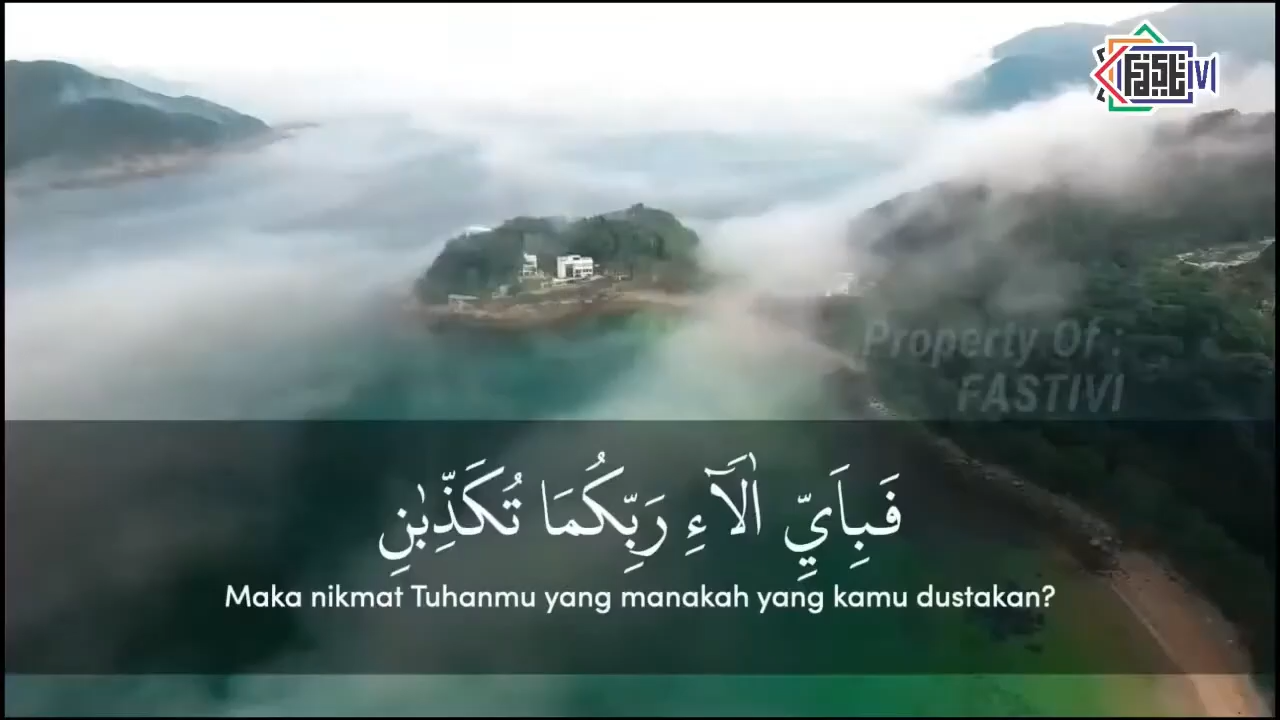 FASTIVI
Property Of :
FASTIVI
فَبِاَيِّ اٰلَاۤءِ رَبِّكُمَا تُكَذِّبٰنِ
Maka nikmat Tuhanmu yang manakah yang kamu dustakan?